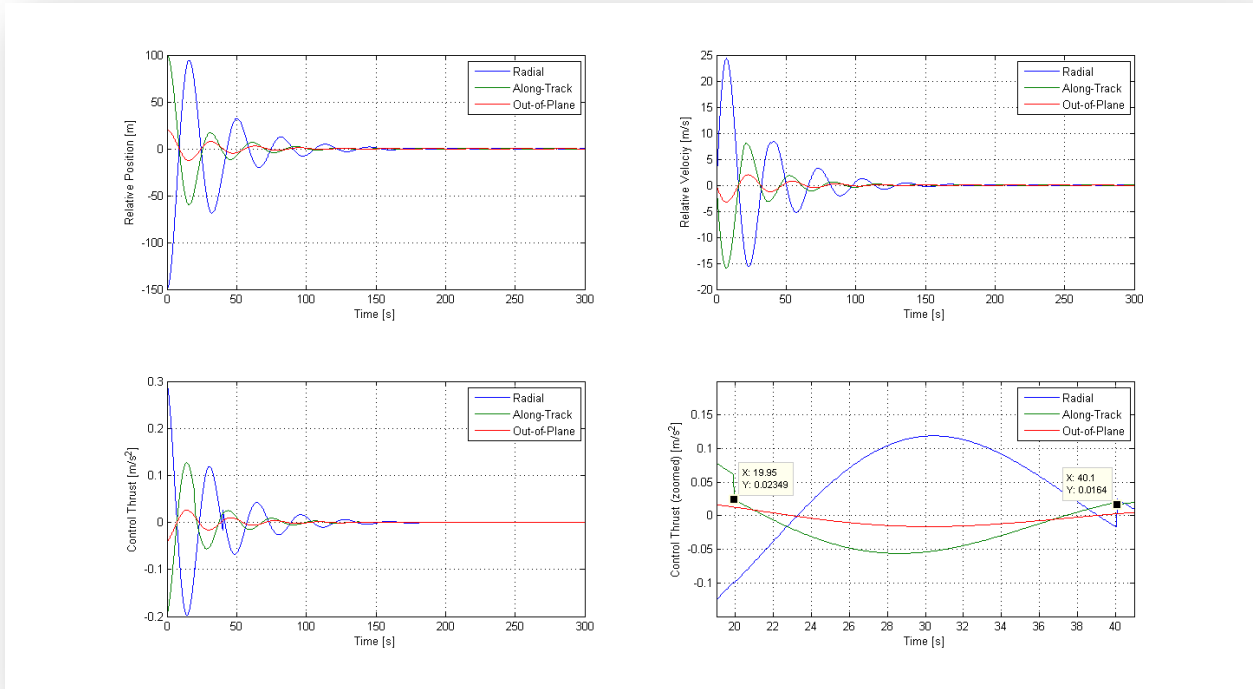 100
50
0
-50
-100
-150
0 50 100 150 200 250 300
Time [s]
Relative Position [m]
Radial
Along-Track
Out-of-Plane
25
20
15
10
5
0
-5
-10
-15
-20
0 50 100 150 200 250 300
Time [s]
Relative Velociy [m/s]
Radial
Along-Track
Out-of-Plane
0.3
0.2
0.1
0
-0.1
-0.2
0 50 100 150 200 250 300
Time [s]
Control Thrust [m/s²]
Radial
Along-Track
Out-of-Plane
0.15
0.1
0.05
0
-0.05
-0.1
20 22 24 26 28 30 32 34 36 38 40
Time [s]
Control Thrust (zoomed) [m/s²]
Radial
Along-Track
Out-of-Plane
X: 19.95
Y: 0.02349
X: 40.1
Y: 0.0164